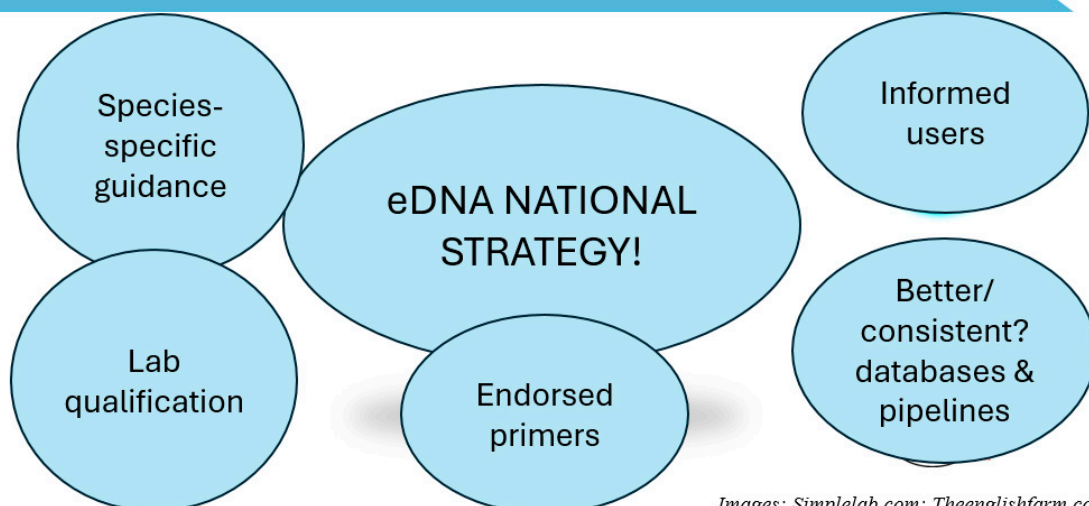 Species-
specific
guidance
eDNA NATIONAL
STRATEGY!
Informed
users
Lab
qualification
Endorsed
primers
Better/
consistent?
databases &
pipelines
Images: Simplelab.com; Theenglishfarm.co